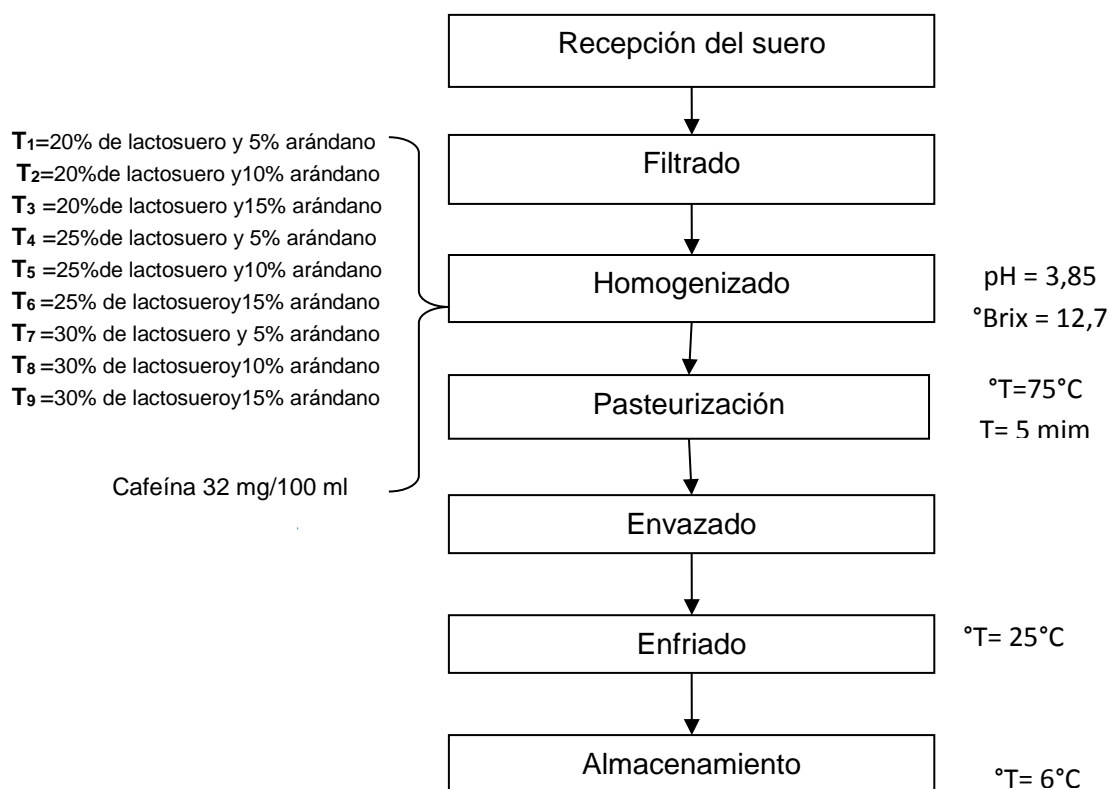 Recepción del suero
Filtrado
T1=20% de lactosuero y 5% arándano
T2=20%de lactosuero y10% arándano
T3 =20%de lactosuero y15% arándano
T4 =25%de lactosuero y 5% arándano
T5 =25%de lactosuero y10% arándano
T6 =25% de lactosueroy15% arándano
T7 =30% de lactosuero y 5% arándano
T8 =30% de lactosueroy10% arándano
T9 =30% de lactosueroy15% arándano
Cafeína 32 mg/100 ml
Homogenizado
pH = 3,85
°Brix = 12,7
Pasteurización
°T=75°C
T= 5 mim
Envazado
Enfriado
°T= 25°C
Almacenamiento
°T= 6°C